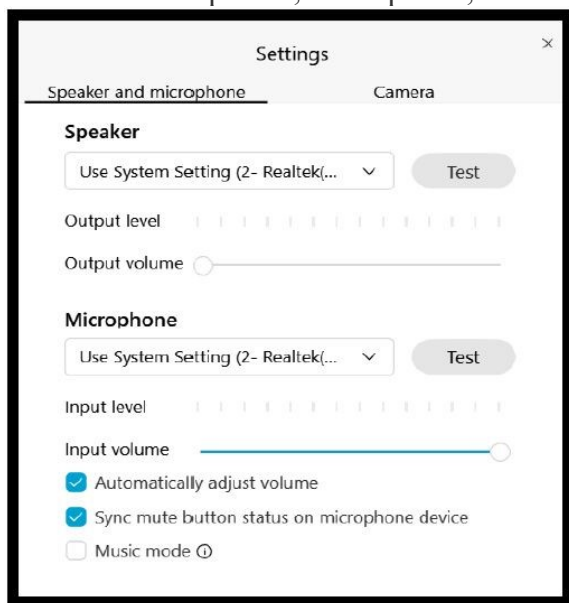 Settings
Speaker and microphone Camera
Speaker
Use System Setting (2- Realtek(... Test
Output level
Output volume
Microphone
Use System Setting (2- Realtek(... Test
Input level
Input volume
Automatically adjust volume
Sync mute button status on microphone device
Music mode